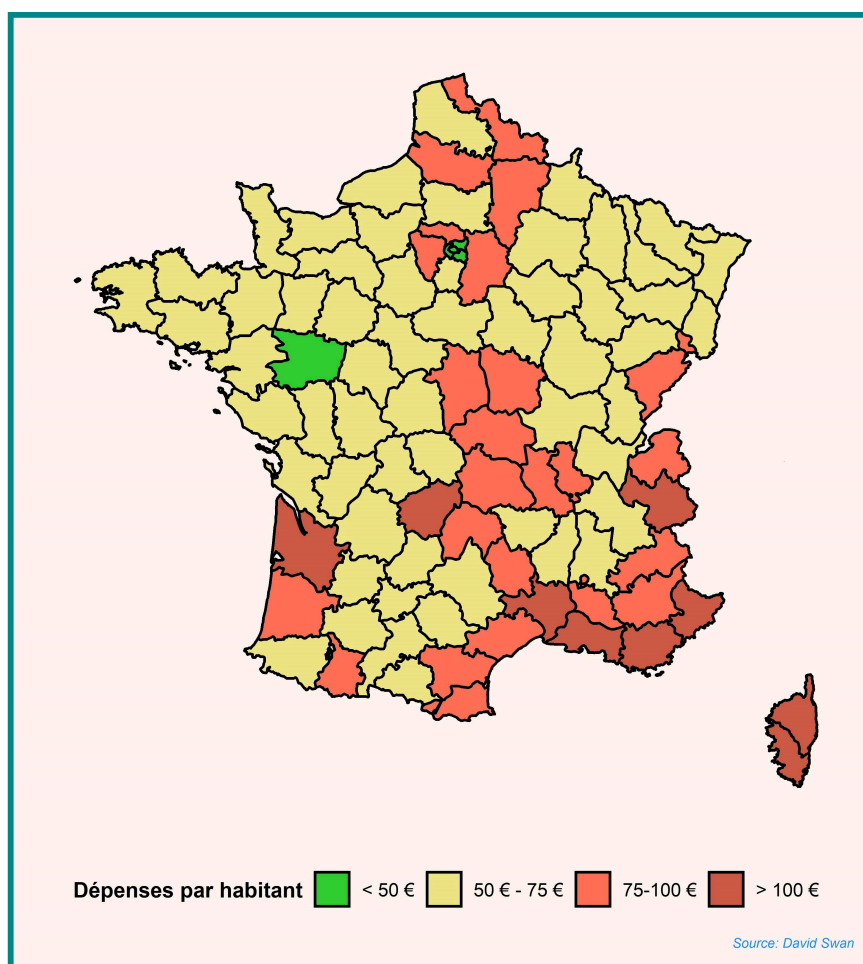 Dépenses par habitant < 50 € 50 € - 75 € 75-100 € > 100 €
Source: David Swan